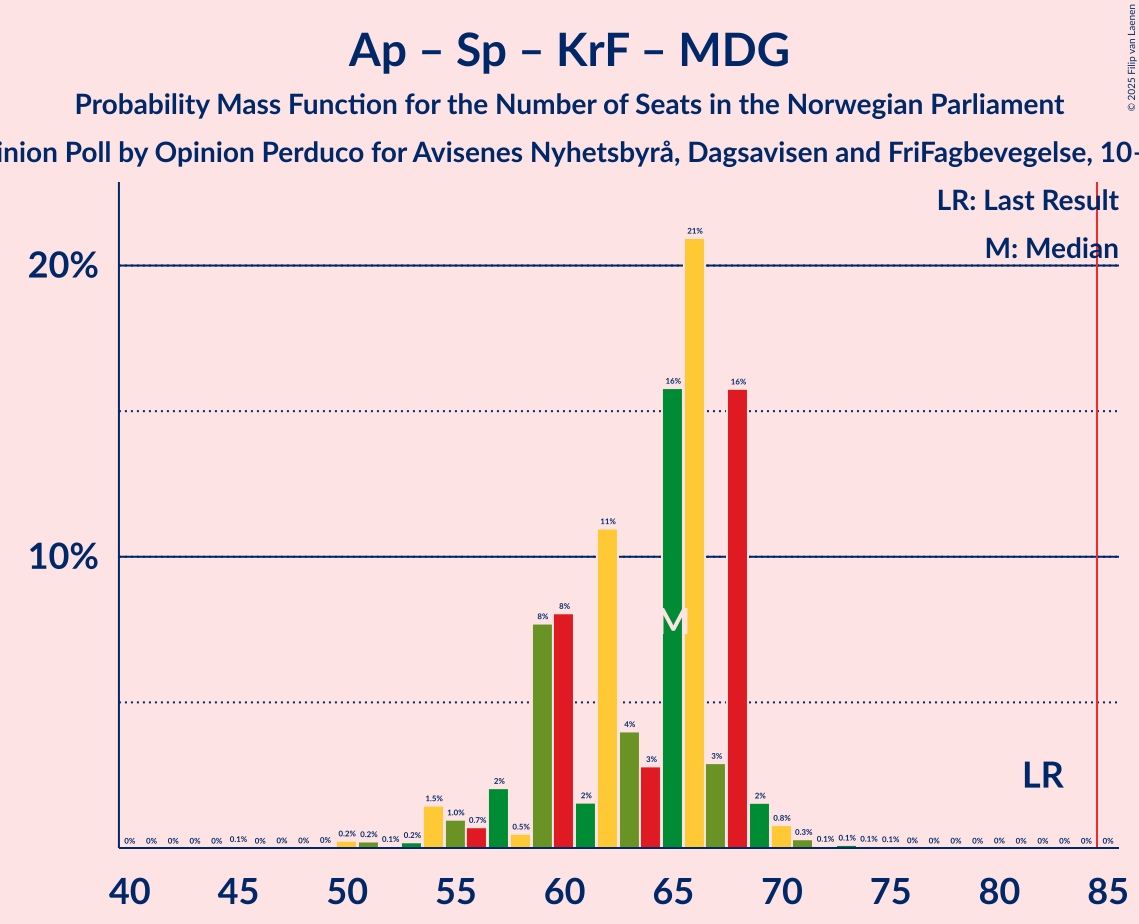 Ap – Sp – KrF – MDG
Probability Mass Function for the Number of Seats in the Norwegian Parliament
inion Poll by Opinion Perduco for Avisenes Nyhetsbyrå, Dagsavisen and FriFagbevegelse, 10-
© 2025 Filip van Laenen
LR: Last Result
M: Median
20%
10%
0% 0% 0% 0% 0% 0.1% 0% 0% 0% 0% 0.2% 0.2% 0.1% 0.2% 1.5% 1.0% 0.7% 2% 0.5% 8% 8% 2% 11% 4% 3% 16% 21% 3% 16% 2% 0.8% 0.3% 0.1% 0.1% 0.1% 0.1% 0% 0% 0% 0% 0% 0% 0% 0% 0% 0%
M
LR
40 45 50 55 60 65 70 75 80 85